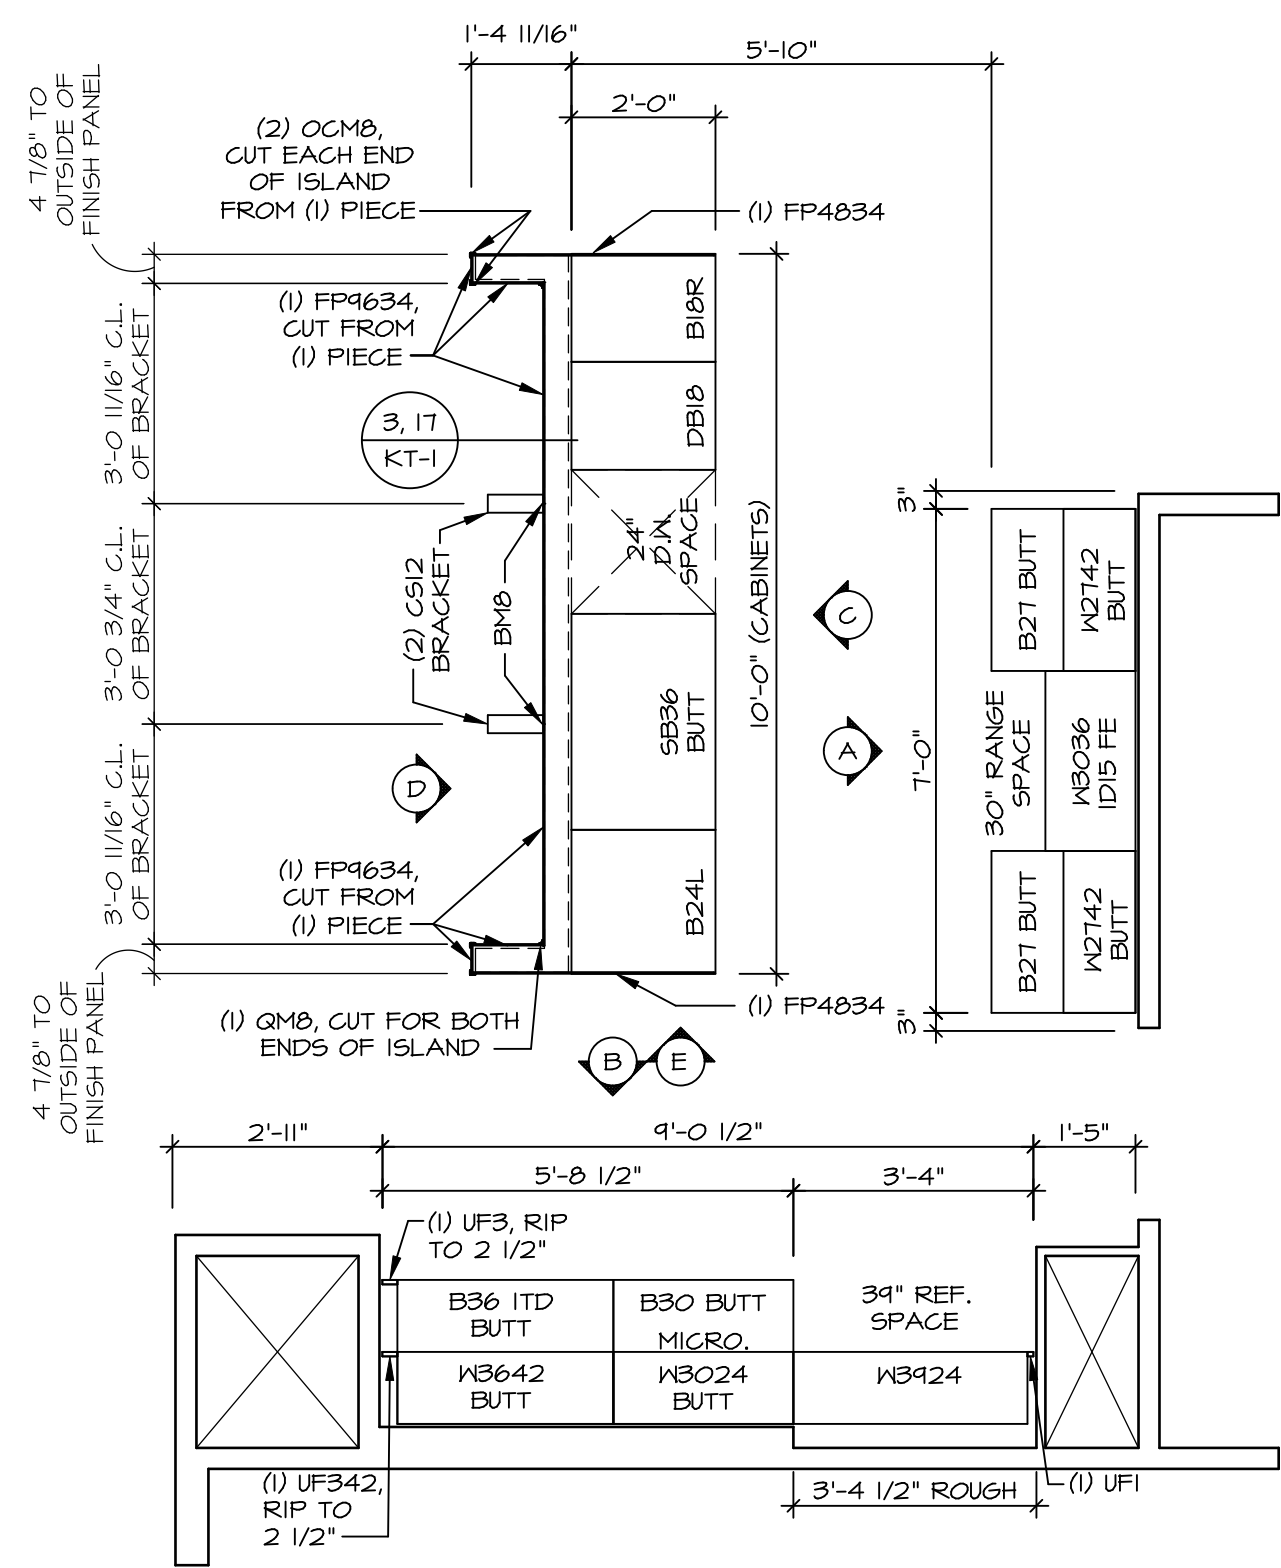 1'-4 11/16"
5'-10"
2'-0"
4 7/8" TO
OUTSIDE OF
FINISH PANEL
(2) OCM8,
CUT EACH END
OF ISLAND
FROM (1) PIECE
(1) FP4834
(1) FP9634,
CUT FROM
(1) PIECE
3'-0 11/16" C.L.
OF BRACKET
B18R
DB18
3, 17
KT-1
24"
D.W.
SPACE
3'-0 3/4" C.L.
OF BRACKET
(2) CS12
BRACKET
BM8
10'-0" (CABINETS)
SB36
BUTT
C
A
D
3"
B27 BUTT
W2742
BUTT
7'-0"
30" RANGE
SPACE
W3036
1D15 FE
B27 BUTT
W2742
BUTT
3"
3'-0 11/16" C.L.
OF BRACKET
(1) FP9634,
CUT FROM
(1) PIECE
B24L
4 7/8" TO
OUTSIDE OF
FINISH PANEL
(1) QM8, CUT FOR BOTH
ENDS OF ISLAND
(1) FP4834
B
E
2'-11"
9'-0 1/2"
1'-5"
5'-8 1/2"
3'-4"
(1) UF3, RIP
TO 2 1/2"
B36 1TD
BUTT
B30 BUTT
MICRO.
39" REF.
SPACE
W3642
BUTT
W3024
BUTT
W3924
(1) UF342,
RIP TO
2 1/2"
3'-4 1/2" ROUGH
(1) UF1